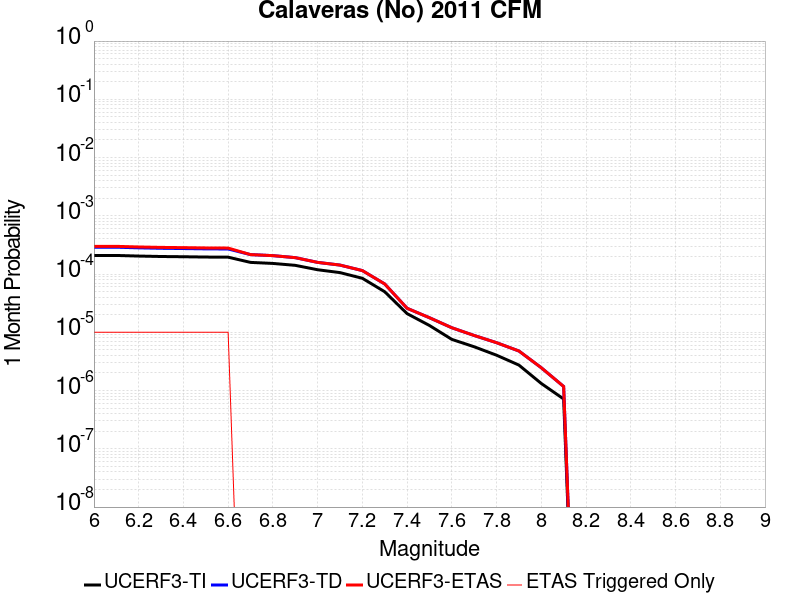 Calaveras (No) 2011 CFM
10 0
10 -1
10 -2
10 -3
10 -4
10 -5
10 -6
10 -7
10 -8
1 Month Probability
6 6.2 6.4 6.6 6.8 7 7.2 7.4 7.6 7.8 8 8.2 8.4 8.6 8.8 9
Magnitude
UCERF3-TI UCERF3-TD UCERF3-ETAS ETAS Triggered Only